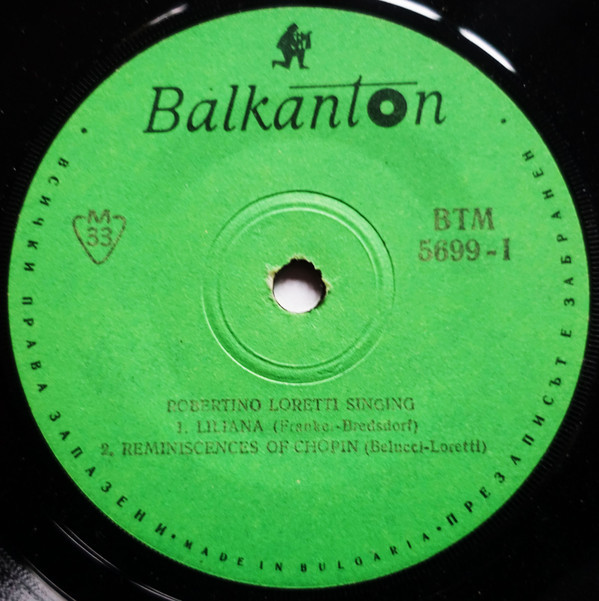 Balkanton
M
33
BTM
5699-I
ROBERTINO LORETTI SINGING
1. LILIANA (Franke.-Bredsdorf)
2. REMINISCENCES OF CHOPIN (Belucci-Loretti)
• ВСИЧКИ ПРАВА ЗАПАЗЕНИ • MADE IN BULGARIA • ПРЕЗАПИСЪТ Е ЗАБРАНЕН •